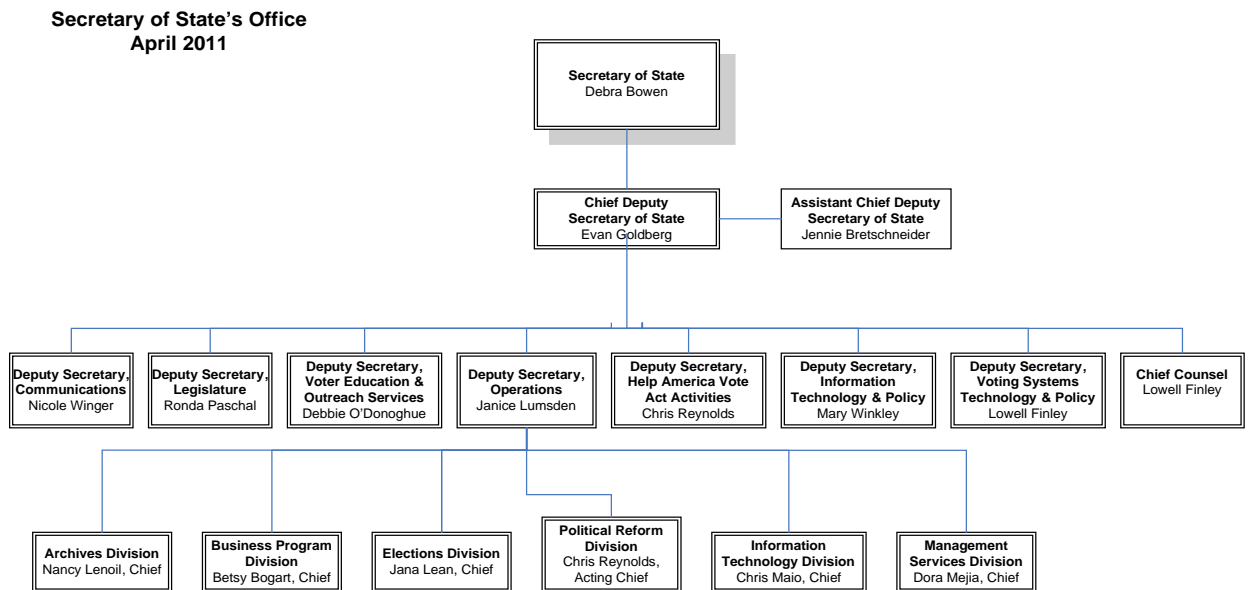 Secretary of State’s Office
April 2011
Secretary of State
Debra Bowen
Chief Deputy
Secretary of State
Evan Goldberg
Assistant Chief Deputy
Secretary of State
Jennie Bretschneider
Deputy Secretary,
Communications
Nicole Winger
Deputy Secretary,
Legislature
Ronda Paschal
Deputy Secretary,
Voter Education &
Outreach Services
Debbie O’Donoghue
Deputy Secretary,
Operations
Janice Lumsden
Deputy Secretary,
Help America Vote
Act Activities
Chris Reynolds
Deputy Secretary,
Information
Technology & Policy
Mary Winkley
Deputy Secretary,
Voting Systems
Technology & Policy
Lowell Finley
Chief Counsel
Lowell Finley
Archives Division
Nancy Lenoil, Chief
Business Program
Division
Betsy Bogart, Chief
Elections Division
Jana Lean, Chief
Political Reform
Division
Chris Reynolds,
Acting Chief
Information
Technology Division
Chris Maio, Chief
Management
Services Division
Dora Mejia, Chief